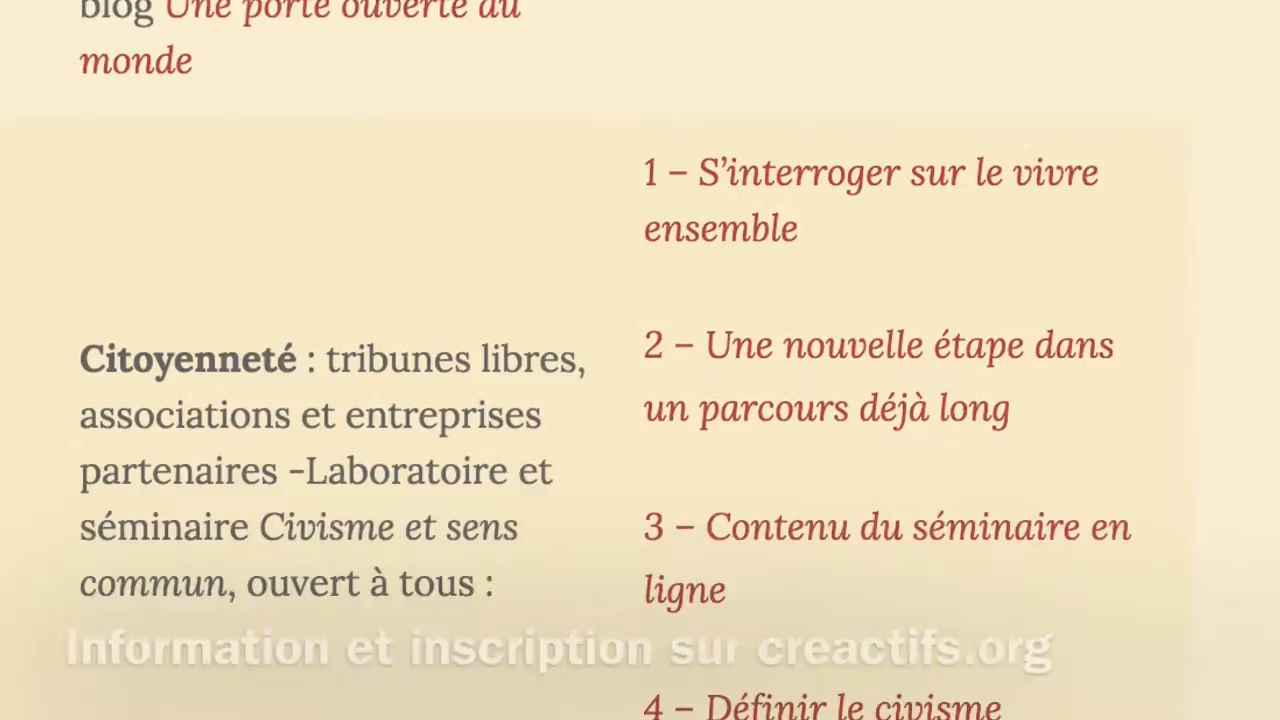 blog Une porte ouverte au
monde
Citoyenneté : tribunes libres,
associations et entreprises
partenaires –Laboratoire et
séminaire Civisme et sens
commun, ouvert à tous :
1 – S’interroger sur le vivre
ensemble
2 – Une nouvelle étape dans
un parcours déjà long
3 – Contenu du séminaire en
ligne
4 – Définir le civisme
Information et inscription sur creactifs.org